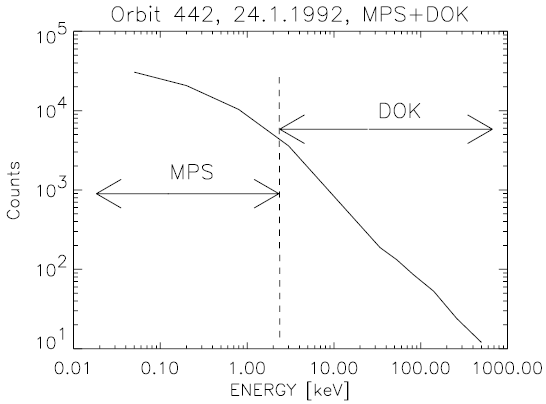 Orbit 442, 24.1.1992, MPS+DOK
10^5
10^4
10^3
10^2
10^1
Counts
DOK
MPS
0.01 0.10 1.00 10.00 100.00 1000.00
ENERGY [keV]